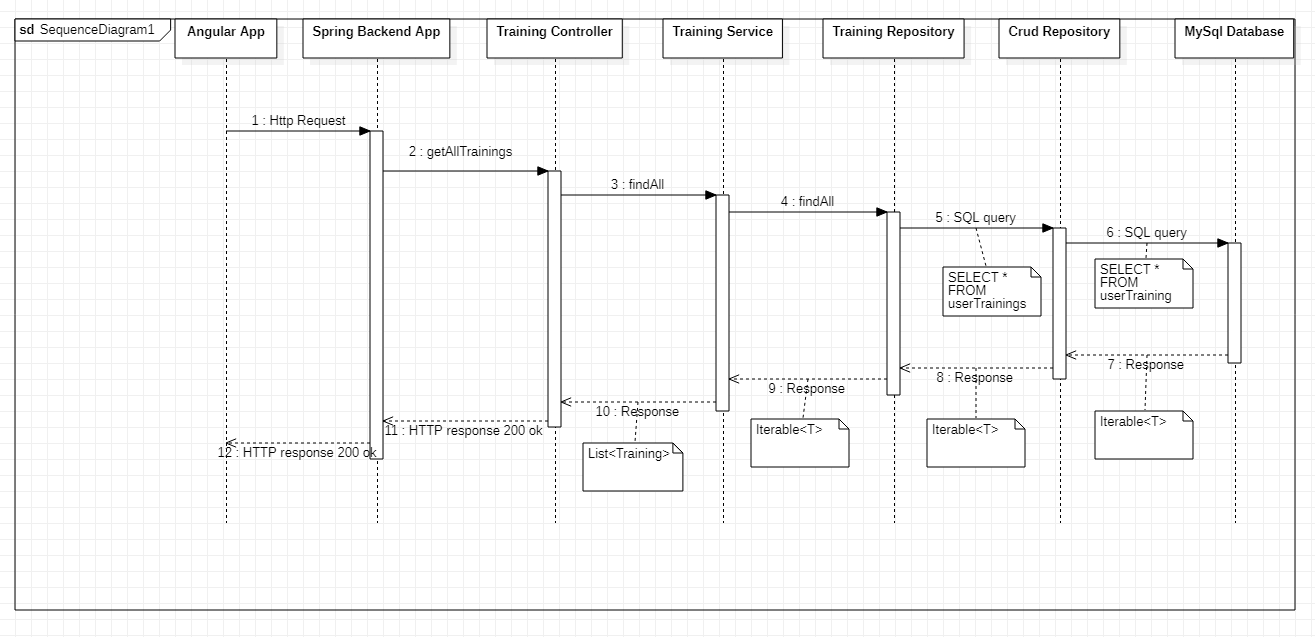 sd SequenceDiagram1
Angular App
Spring Backend App
Training Controller
Training Service
Training Repository
Crud Repository
MySql Database
1 : Http Request
2 : getAllTrainings
3 : findAll
4 : findAll
5 : SQL query
6 : SQL query
SELECT *
FROM
userTrainings
SELECT *
FROM
userTraining
7 : Response
8 : Response
9 : Response
10 : Response
11 : HTTP response 200 ok
12 : HTTP response 200 ok
List<Training>
Iterable<T>
Iterable<T>
Iterable<T>